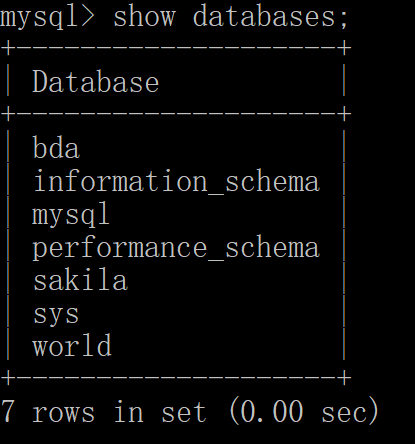 mysql> show databases;
+--------------------+
| Database           |
+--------------------+
| bda                |
| information_schema |
| mysql              |
| performance_schema |
| sakila             |
| sys                |
| world              |
+--------------------+
7 rows in set (0.00 sec)